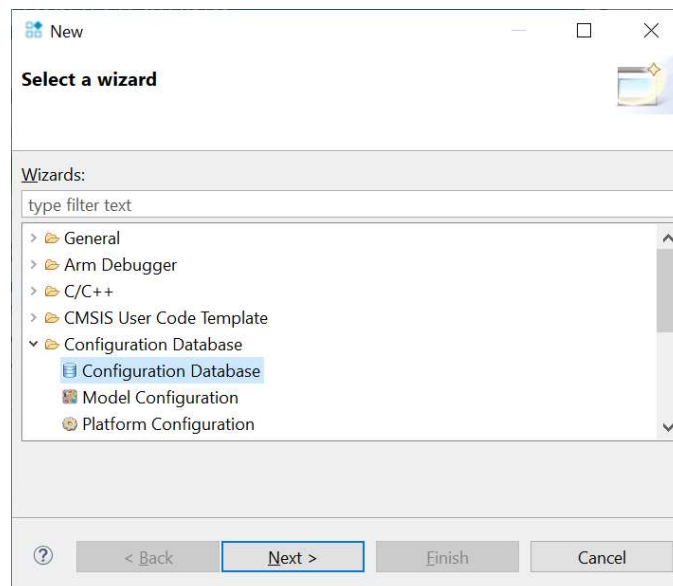 New
Select a wizard
Wizards:
type filter text
General
Arm Debugger
C/C++
CMSIS User Code Template
Configuration Database
Configuration Database
Model Configuration
Platform Configuration
? < Back Next > Finish Cancel